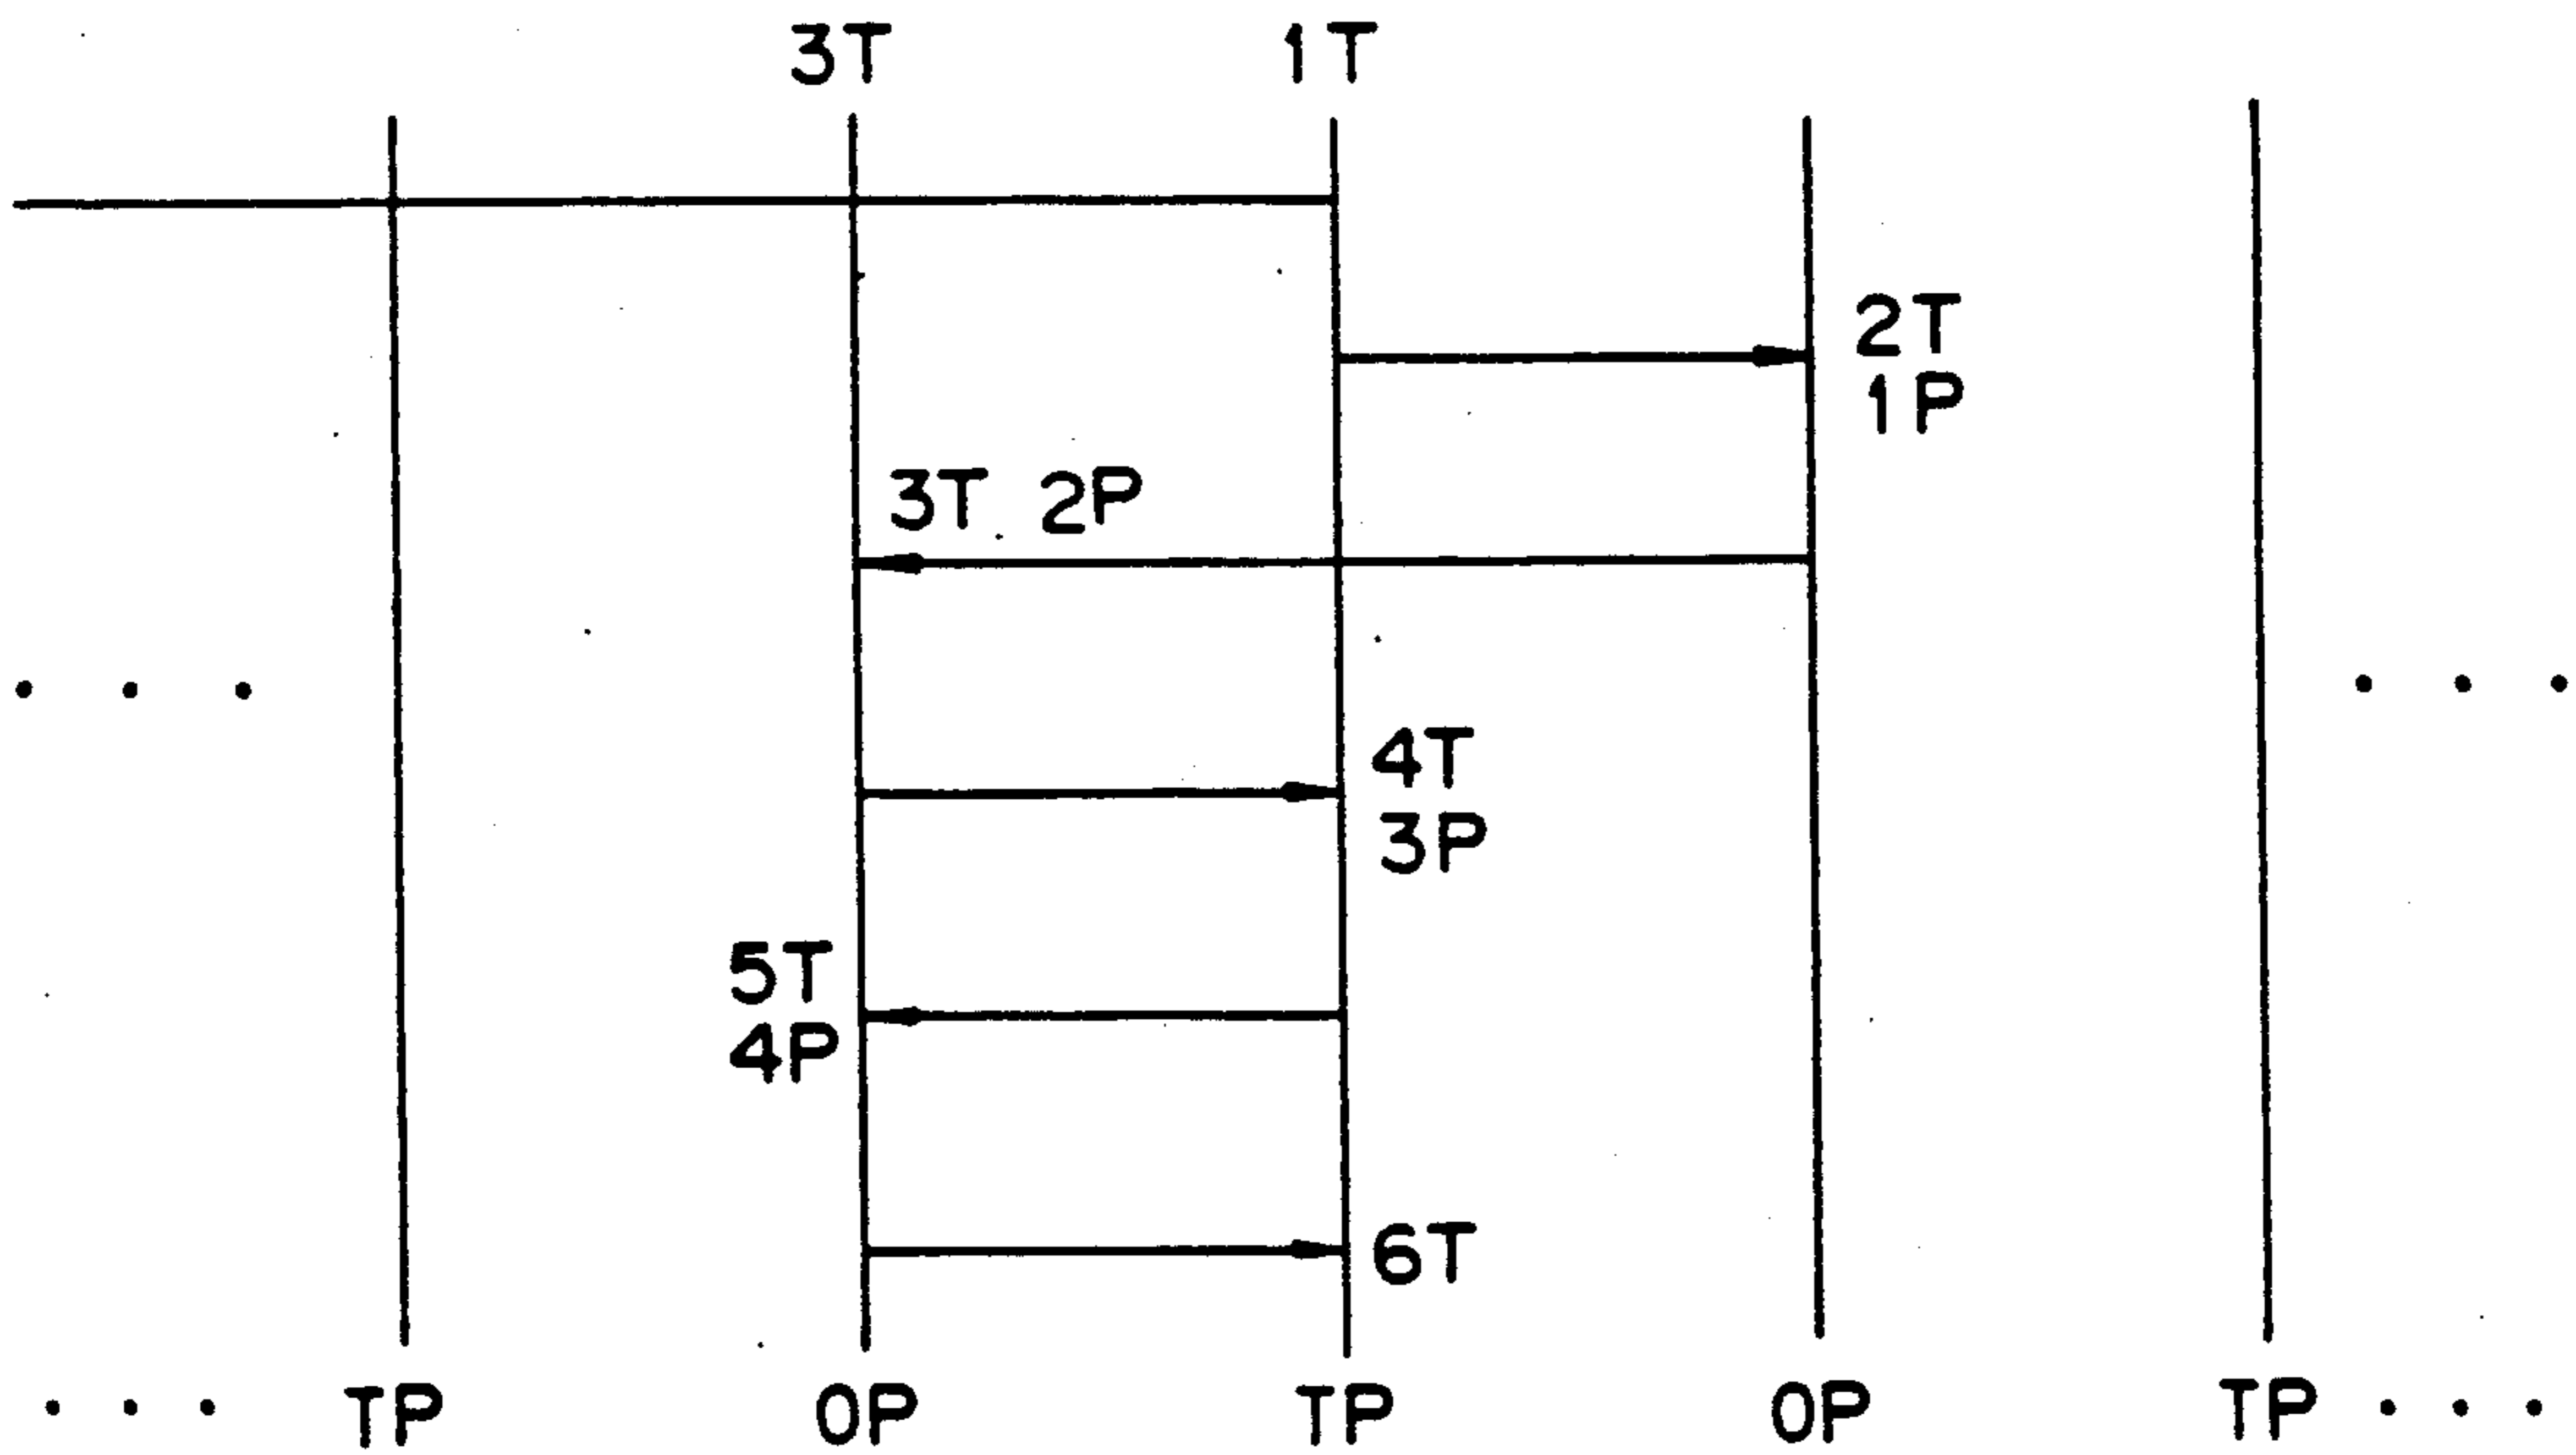 3T 1T
2T
1P
3T 2P
4T
3P
5T
4P
6T
. . . TP OP TP OP TP . . .